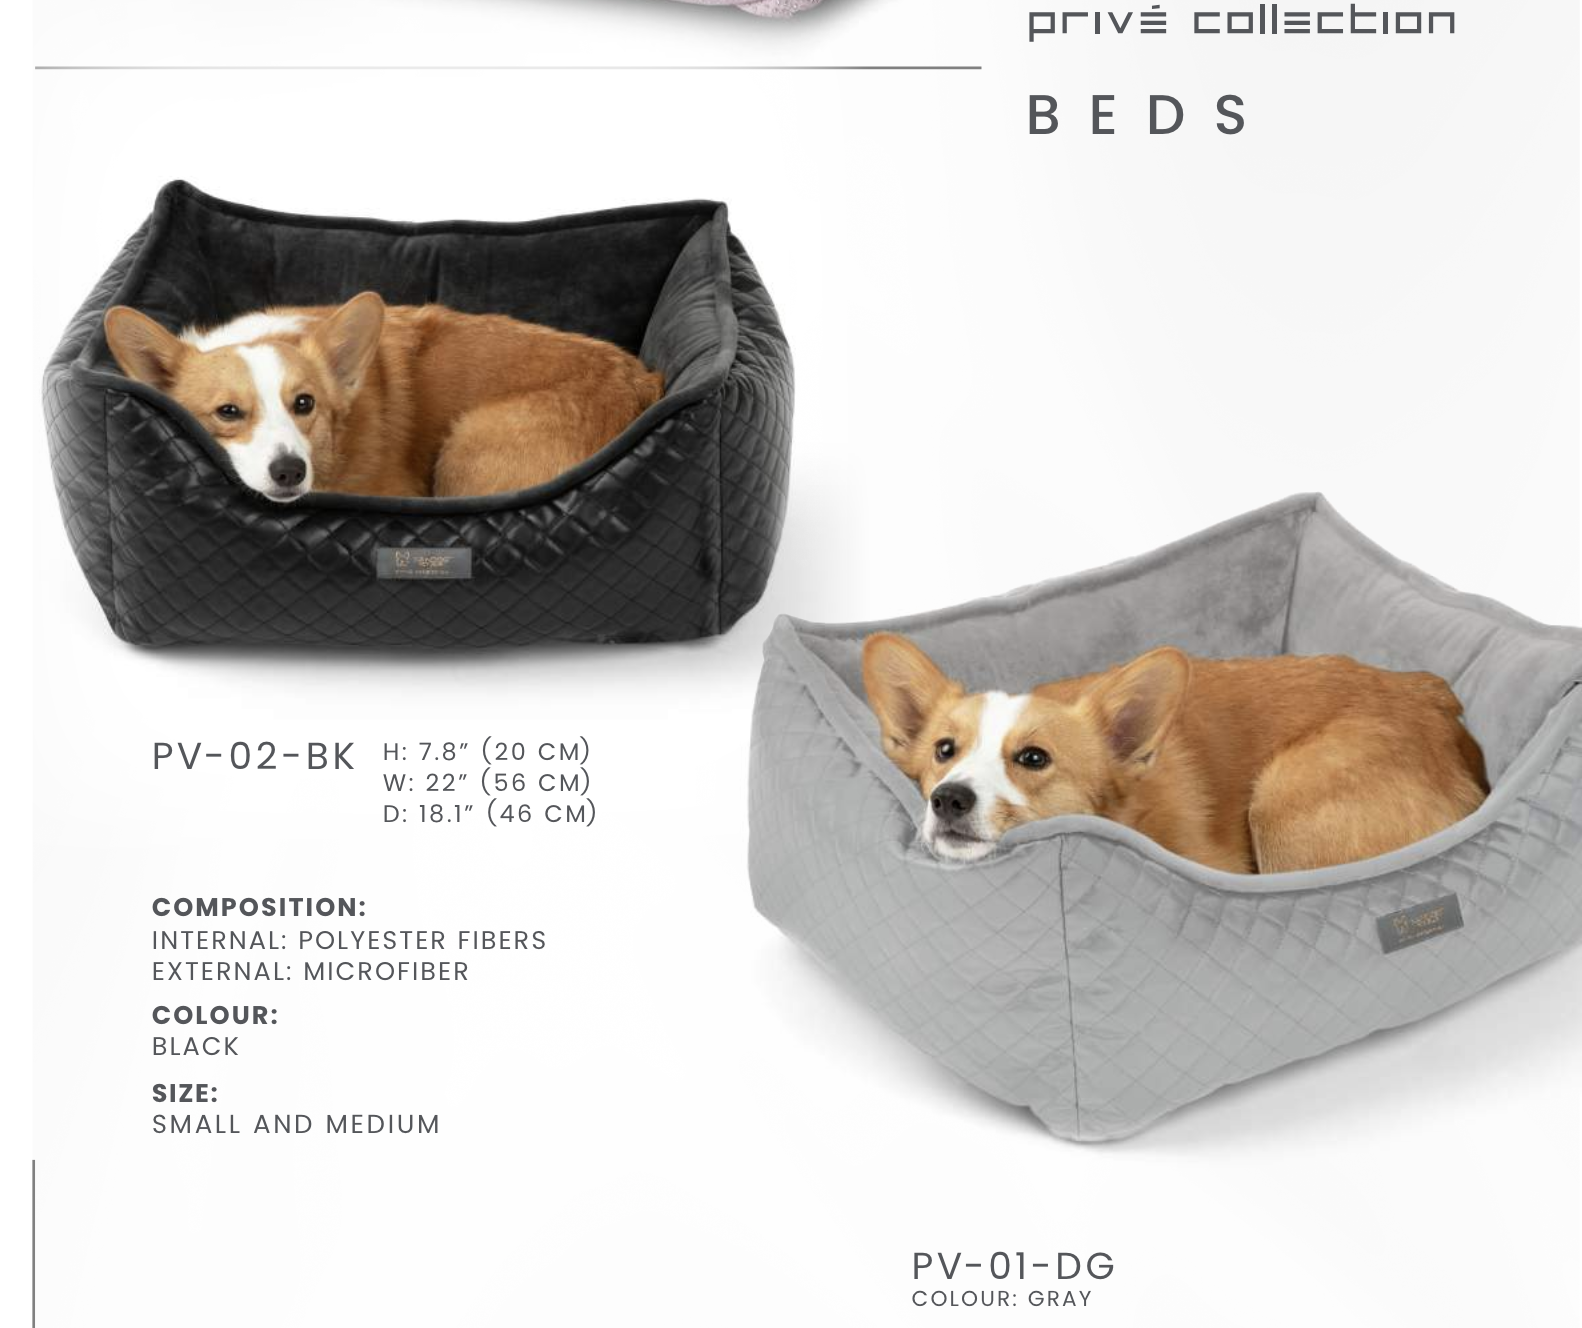 privé collection
BEDS
PV-02-BK
H: 7.8” (20 CM)
W: 22” (56 CM)
D: 18.1” (46 CM)
COMPOSITION:
INTERNAL: POLYESTER FIBERS
EXTERNAL: MICROFIBER
COLOUR:
BLACK
SIZE:
SMALL AND MEDIUM
PV-01-DG
COLOUR: GRAY